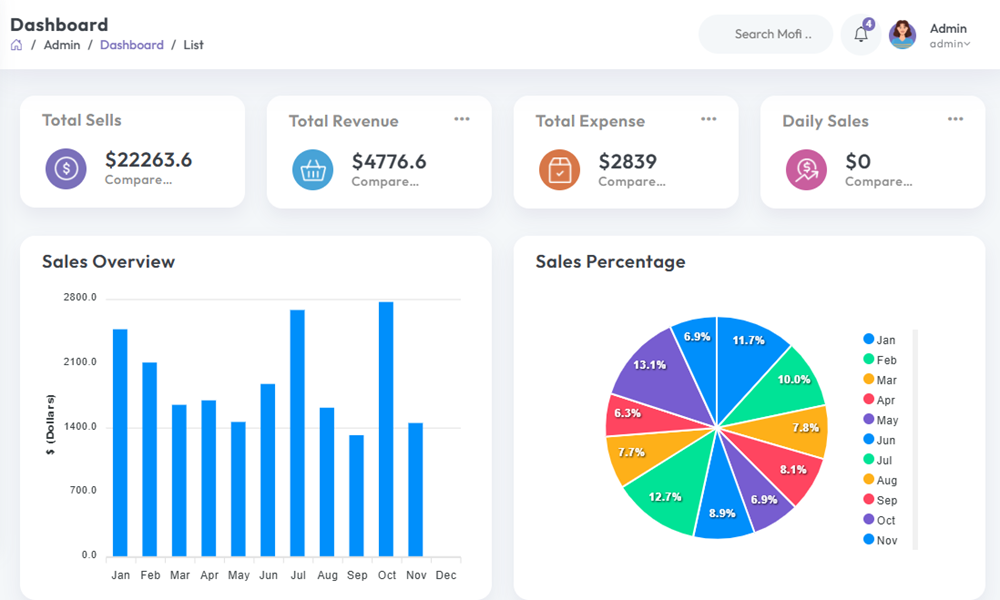 Dashboard
/ Admin / Dashboard / List
Search Mofi ..
4
Admin
admin
Total Sells
$22263.6
Compare...
Total Revenue
$4776.6
Compare...
Total Expense
$2839
Compare...
Daily Sales
$0
Compare...
Sales Overview
$ (Dollars)
2800.0
2100.0
1400.0
700.0
0.0
Jan Feb Mar Apr May Jun Jul Aug Sep Oct Nov Dec
Sales Percentage
11.7%
10.0%
7.8%
8.1%
6.9%
8.9%
12.7%
7.7%
6.3%
13.1%
6.9%
Jan
Feb
Mar
Apr
May
Jun
Jul
Aug
Sep
Oct
Nov